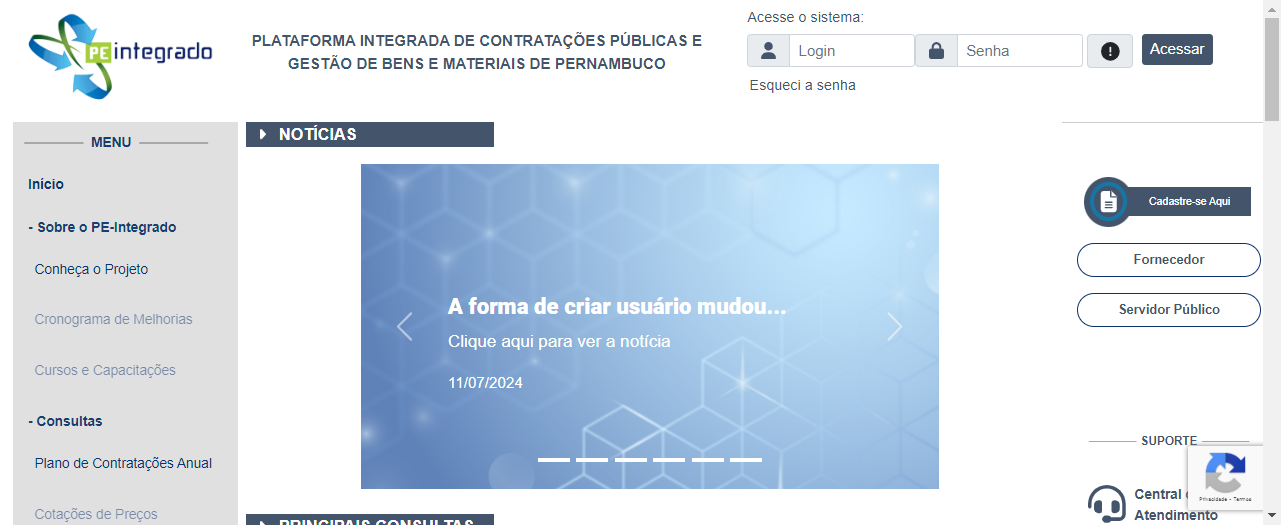 PEintegrado
PLATAFORMA INTEGRADA DE CONTRATAÇÕES PÚBLICAS E
GESTÃO DE BENS E MATERIAIS DE PERNAMBUCO
Acesse o sistema:
Login
Senha
Acessar
Esqueci a senha
MENU
Início
- Sobre o PE-Integrado
Conheça o Projeto
Cronograma de Melhorias
Cursos e Capacitações
- Consultas
Plano de Contratações Anual
Cotações de Preços
NOTÍCIAS
A forma de criar usuário mudou...
Clique aqui para ver a notícia
11/07/2024
PRINCIPAIS CONSULTAS
Cadastre-se Aqui
Fornecedor
Servidor Público
SUPORTE
Central
Atendimento
Privacidade - Termos